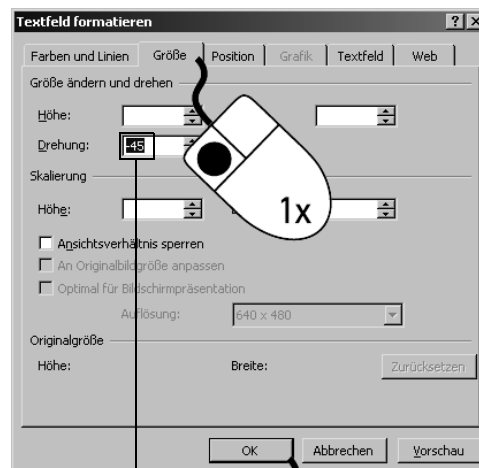 Textfeld formatieren
Farben und Linien Größe Position Grafik Textfeld Web
Größe ändern und drehen
Höhe:
Drehung: -45
Skalierung
Höhe:
1x
Ansichtsverhältnis sperren
An Originalbildgröße anpassen
Optimal für Bildschirmpräsentation
Auflösung: 640 x 480
Originalgröße
Höhe: Breite: Zurücksetzen
OK Abbrechen Vorschau